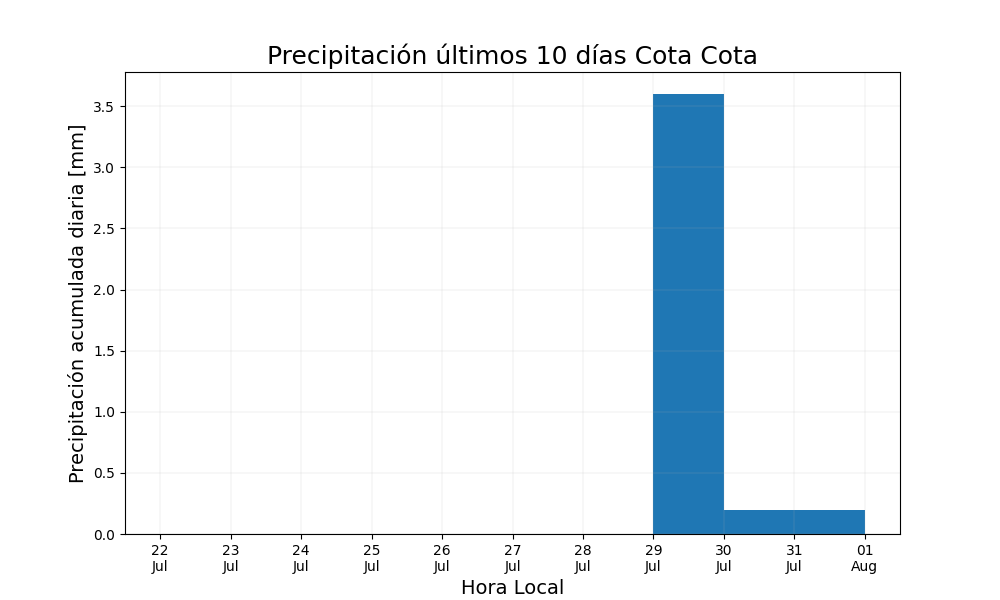 Precipitación últimos 10 días Cota Cota
Precipitación acumulada diaria [mm]
3.5
3.0
2.5
2.0
1.5
1.0
0.5
0.0
22 23 24 25 26 27 28 29 30 31 01
Jul Jul Jul Jul Jul Jul Jul Jul Jul Jul Aug
Hora Local